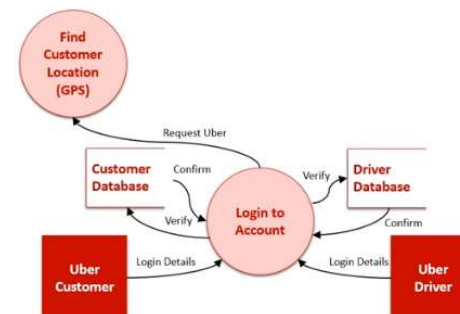 Find
Customer
Location
(GPS)
Request Uber
Customer
Database
Confirm
Verify
Driver
Database
Login to
Account
Verify
Confirm
Uber
Customer
Login Details
Login Details
Uber
Driver